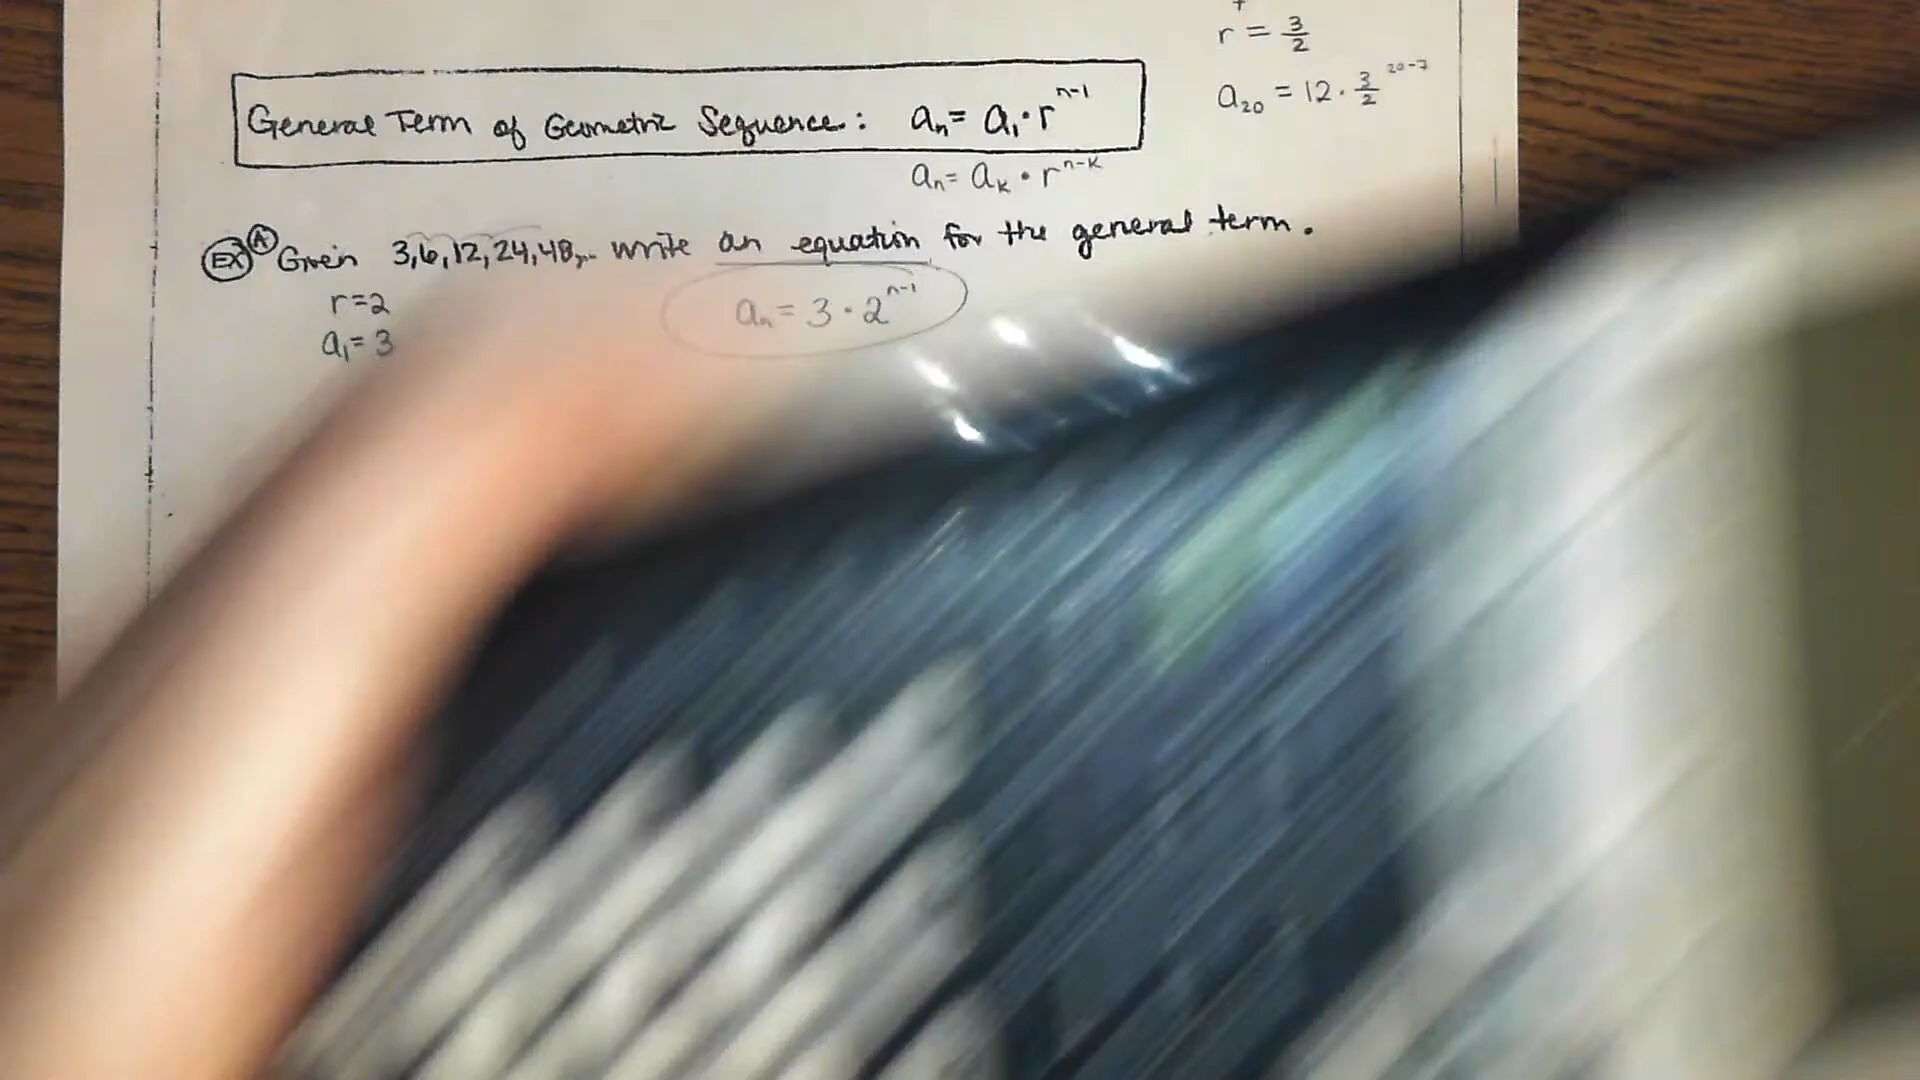 r = 3/2
a₂₀ = 12 · 3/2 ²⁰⁻⁷
General Term of Geometric Sequence: aₙ = a₁ · rⁿ⁻¹
aₙ = aₖ · rⁿ⁻ᵏ
EX A Given 3, 6, 12, 24, 48, ... write an equation for the general term.
r = 2
aₙ = 3 · 2ⁿ⁻¹
a₁ = 3